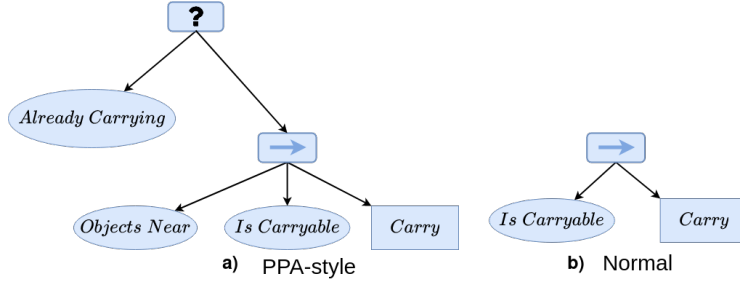 ?
Already Carrying
Objects Near
Is Carryable
Carry
a) PPA-style
Is Carryable
Carry
b) Normal